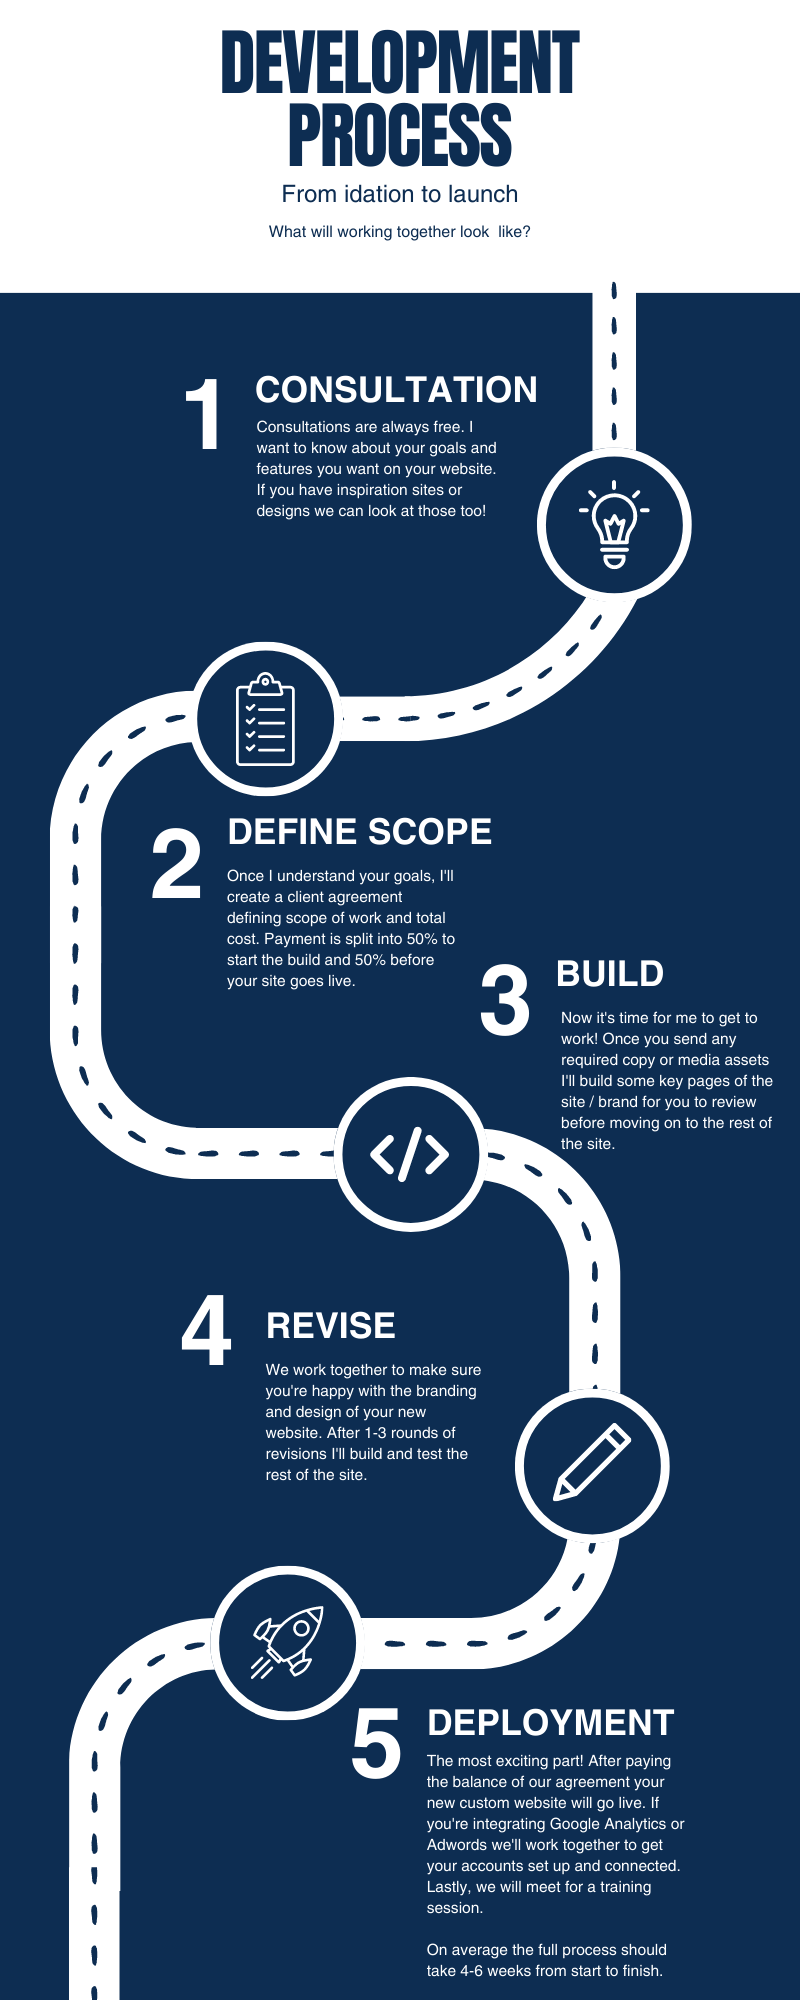 DEVELOPMENT
PROCESS
From idation to launch
What will working together look  like?
1
CONSULTATION
Consultations are always free. I
want to know about your goals and
features you want on your website.
If you have inspiration sites or
designs we can look at those too!
2
DEFINE SCOPE
Once I understand your goals, I'll
create a client agreement
defining scope of work and total
cost. Payment is split into 50% to
start the build and 50% before
your site goes live.
3
BUILD
Now it's time for me to get to
work! Once you send any
required copy or media assets
I'll build some key pages of the
site / brand for you to review
before moving on to the rest of
the site.
4
REVISE
We work together to make sure
you're happy with the branding
and design of your new
website. After 1-3 rounds of
revisions I'll build and test the
rest of the site.
5
DEPLOYMENT
The most exciting part! After paying
the balance of our agreement your
new custom website will go live. If
you're integrating Google Analytics or
Adwords we'll work together to get
your accounts set up and connected.
Lastly, we will meet for a training
session.
On average the full process should
take 4-6 weeks from start to finish.